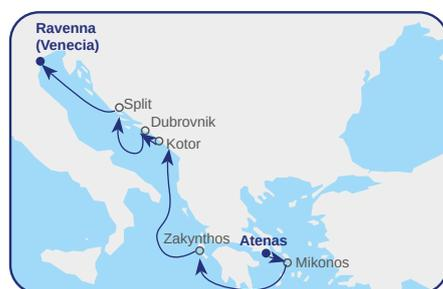 Ravenna
(Venecia)
Split
Dubrovnik
Kotor
Zakynthos
Atenas
Mikonos